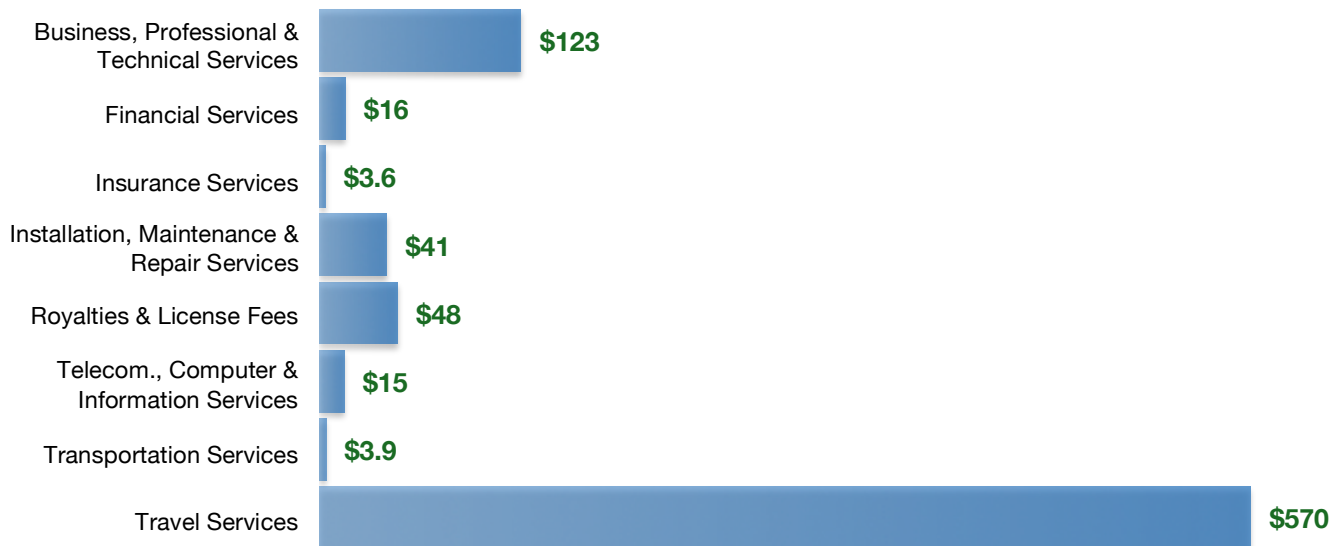 Business, Professional &
Technical Services
$123
Financial Services
$16
Insurance Services
$3.6
Installation, Maintenance &
Repair Services
$41
Royalties & License Fees
$48
Telecom., Computer &
Information Services
$15
Transportation Services
$3.9
Travel Services
$570